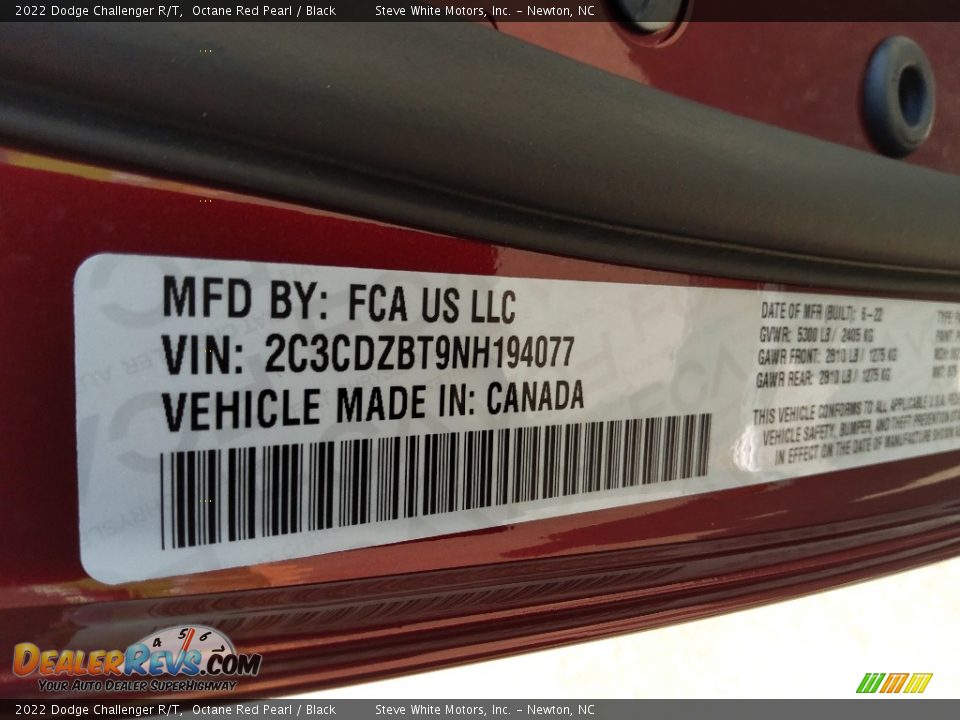 2022 Dodge Challenger R/T, Octane Red Pearl / Black Steve White Motors, Inc. – Newton, NC
MFD BY: FCA US LLC
VIN: 2C3CDZBT9NH194077
VEHICLE MADE IN: CANADA
DATE OF MFR (BUILT): 6-22
GVWR: 5300 LB / 2405 KG
GAWR FRONT: 2810 LB / 1275 KG
GAWR REAR: 2810 LB / 1275 KG
THIS VEHICLE CONFORMS TO ALL APPLICABLE U.S.A.
VEHICLE SAFETY, BUMPER, AND THEFT PREVENTION
IN EFFECT ON THE DATE OF MANUFACTURE SHOWN
4 5 6
DEALERREVS.COM
YOUR AUTO DEALER SUPERHIGHWAY
2022 Dodge Challenger R/T, Octane Red Pearl / Black Steve White Motors, Inc. – Newton, NC